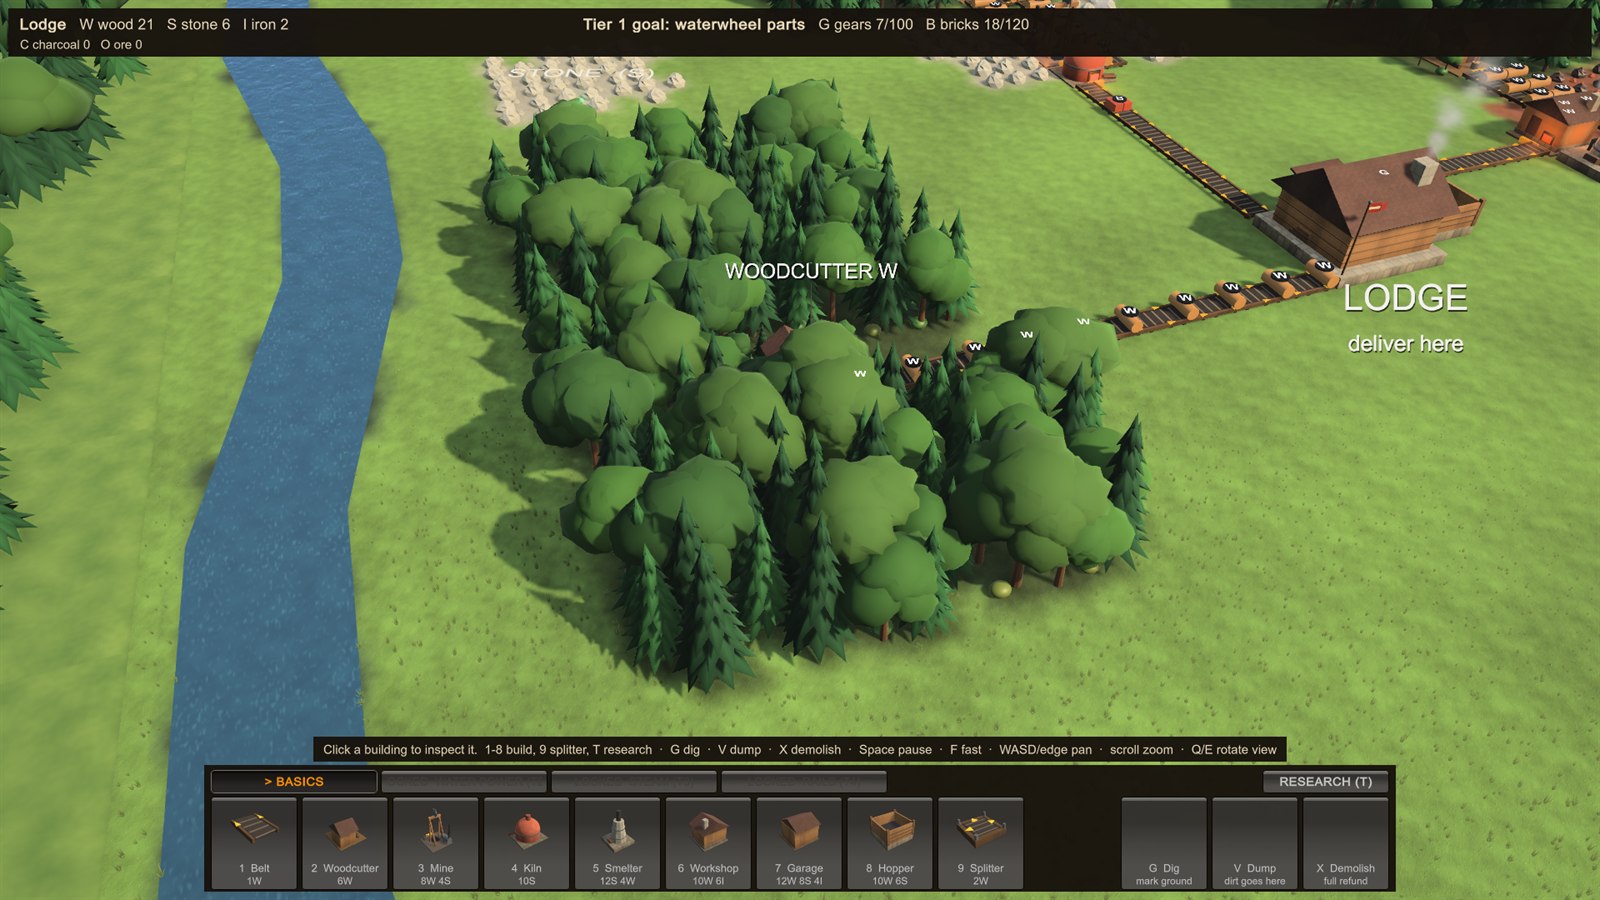 Lodge W wood 21 S stone 6 I iron 2
C charcoal 0 O ore 0
Tier 1 goal: waterwheel parts G gears 7/100 B bricks 18/120
STONE (S)
WOODCUTTER W
LODGE
deliver here
Click a building to inspect it. 1-8 build, 9 splitter, T research · G dig · V dump · X demolish · Space pause · F fast · WASD/edge pan · scroll zoom · Q/E rotate view
> BASICS
RESEARCH (T)
1 Belt
1W
2 Woodcutter
6W
3 Mine
8W 4S
4 Kiln
10S
5 Smelter
12S 4W
6 Workshop
10W 6I
7 Garage
12W 8S 4I
8 Hopper
10W 6S
9 Splitter
2W
G Dig
mark ground
V Dump
dirt goes here
X Demolish
full refund